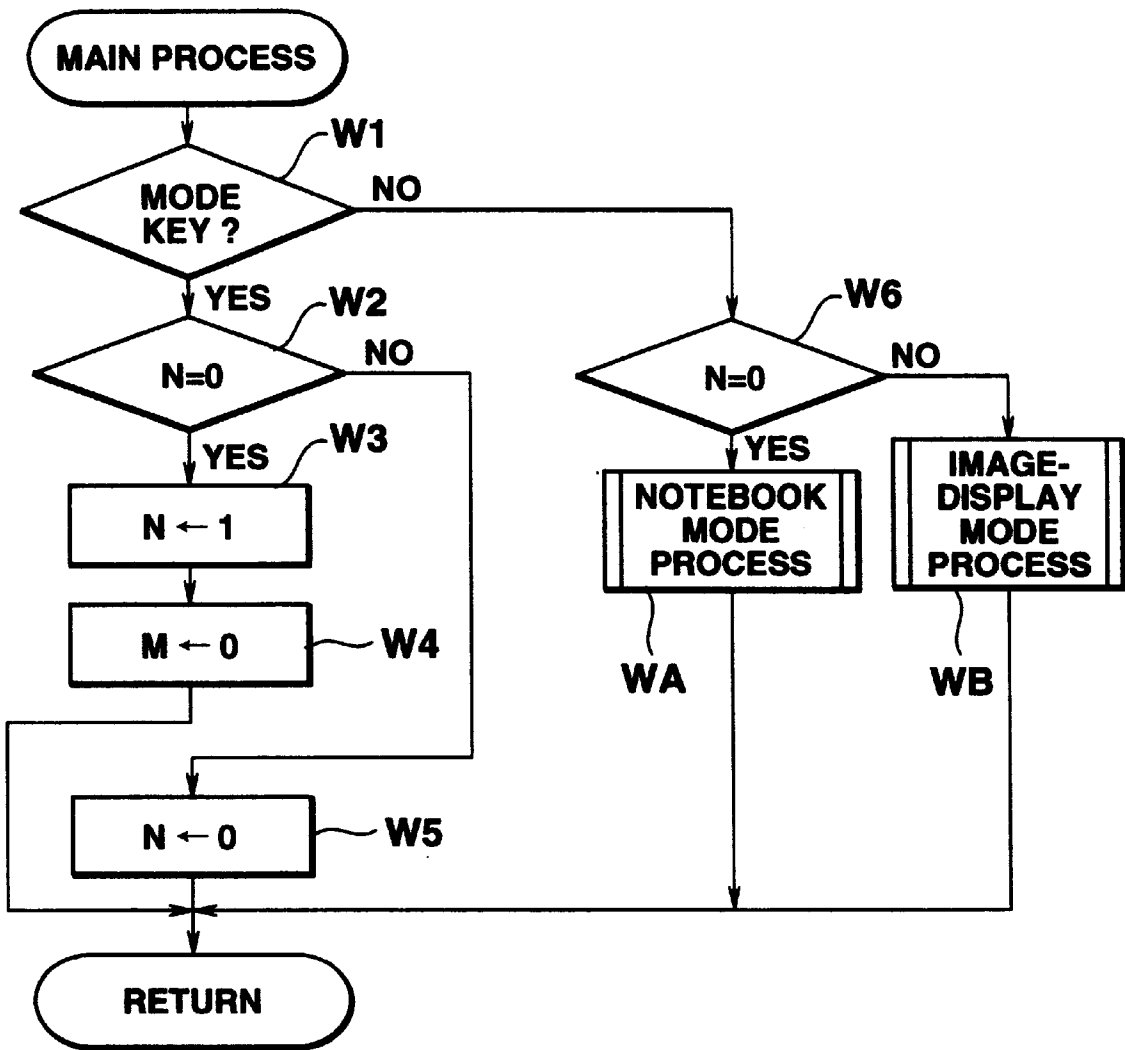 MAIN PROCESS
W1
MODE
KEY ?
NO
YES
W2
N=0
NO
YES
W3
N ← 1
M ← 0
W4
N ← 0
W5
W6
N=0
NO
YES
NOTEBOOK
MODE
PROCESS
WA
IMAGE-
DISPLAY
MODE
PROCESS
WB
RETURN